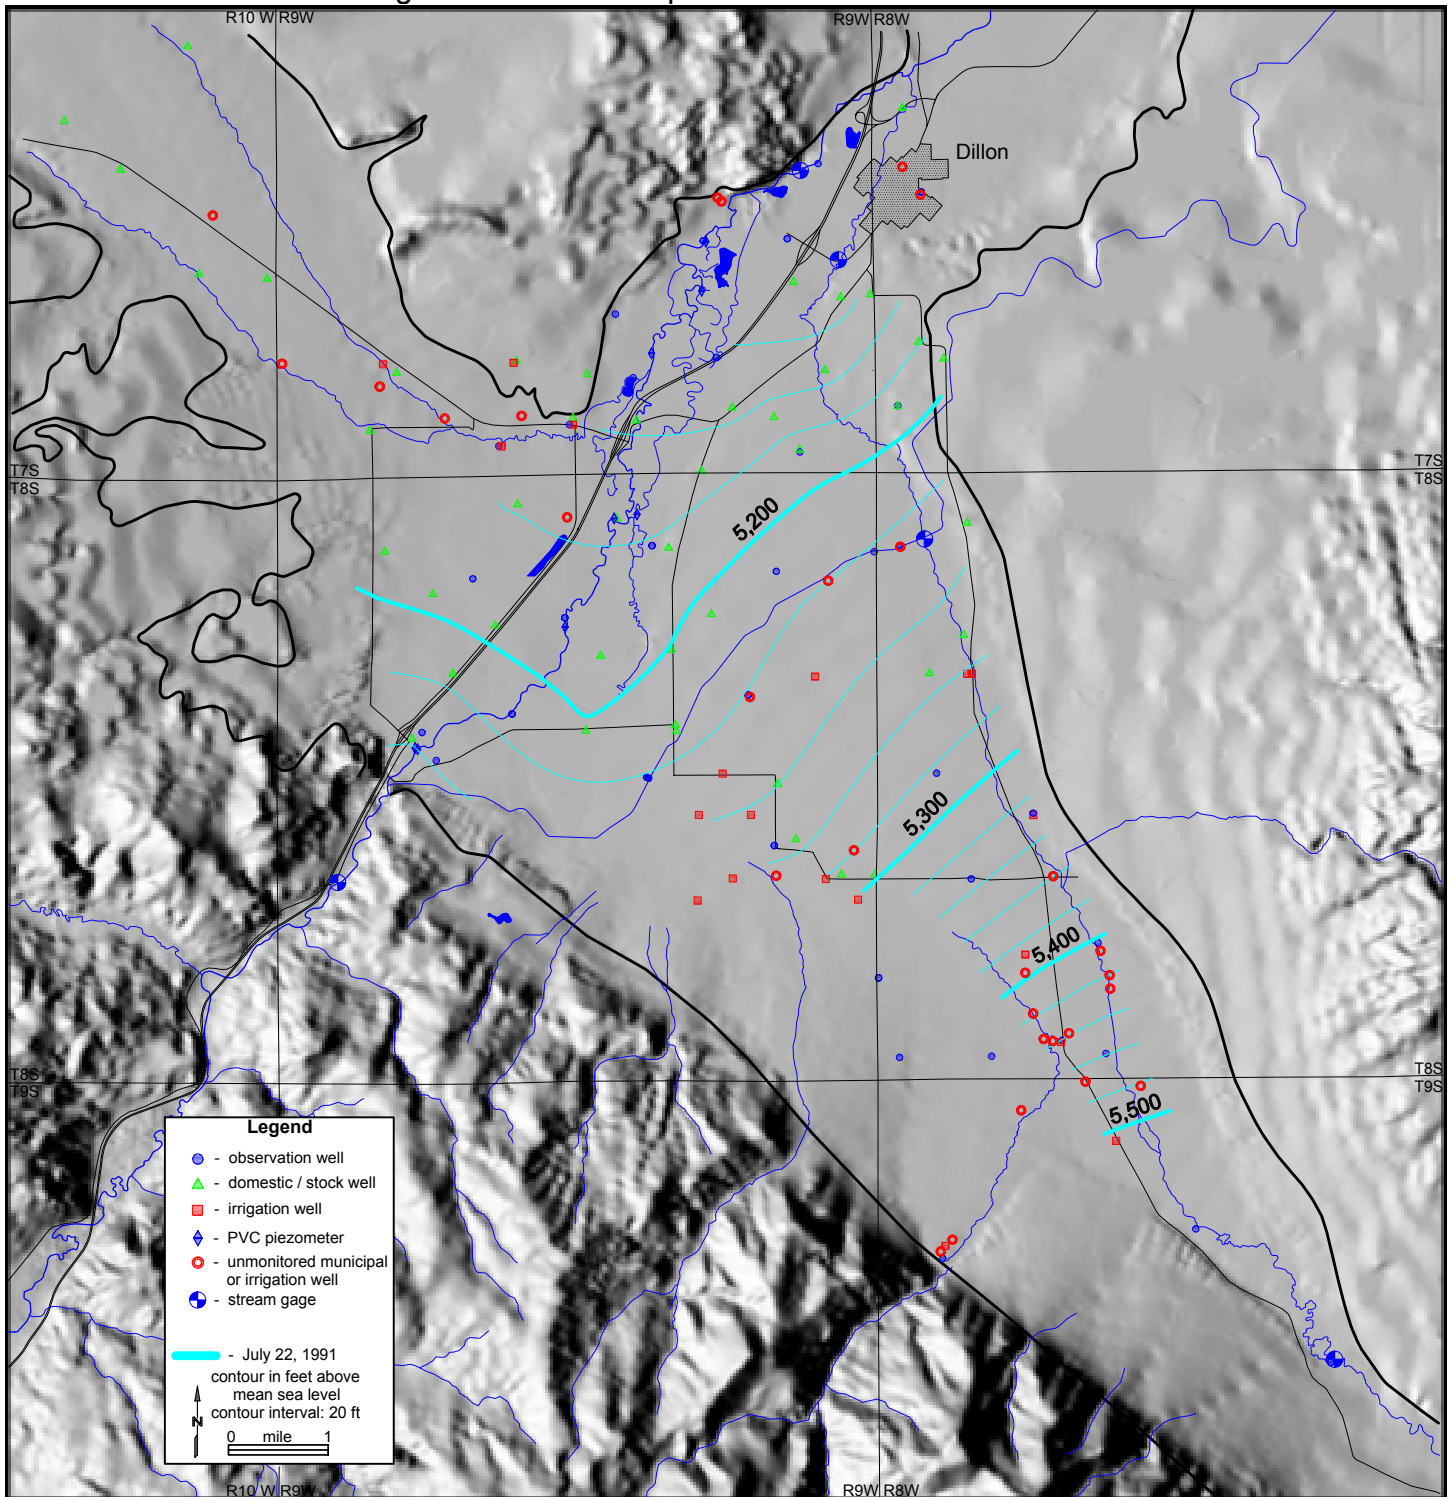 R10 W R9W
R9W R8W
Dillon
T7S
T8S
T7S
T8S
5,200
5,300
5,400
5,500
T8S
T9S
T8S
T9S
Legend
- observation well
- domestic / stock well
- irrigation well
- PVC piezometer
- unmonitored municipal
or irrigation well
- stream gage
- July 22, 1991
contour in feet above
mean sea level
contour interval: 20 ft
N
0 mile 1
R10 W R9W
R9W R8W